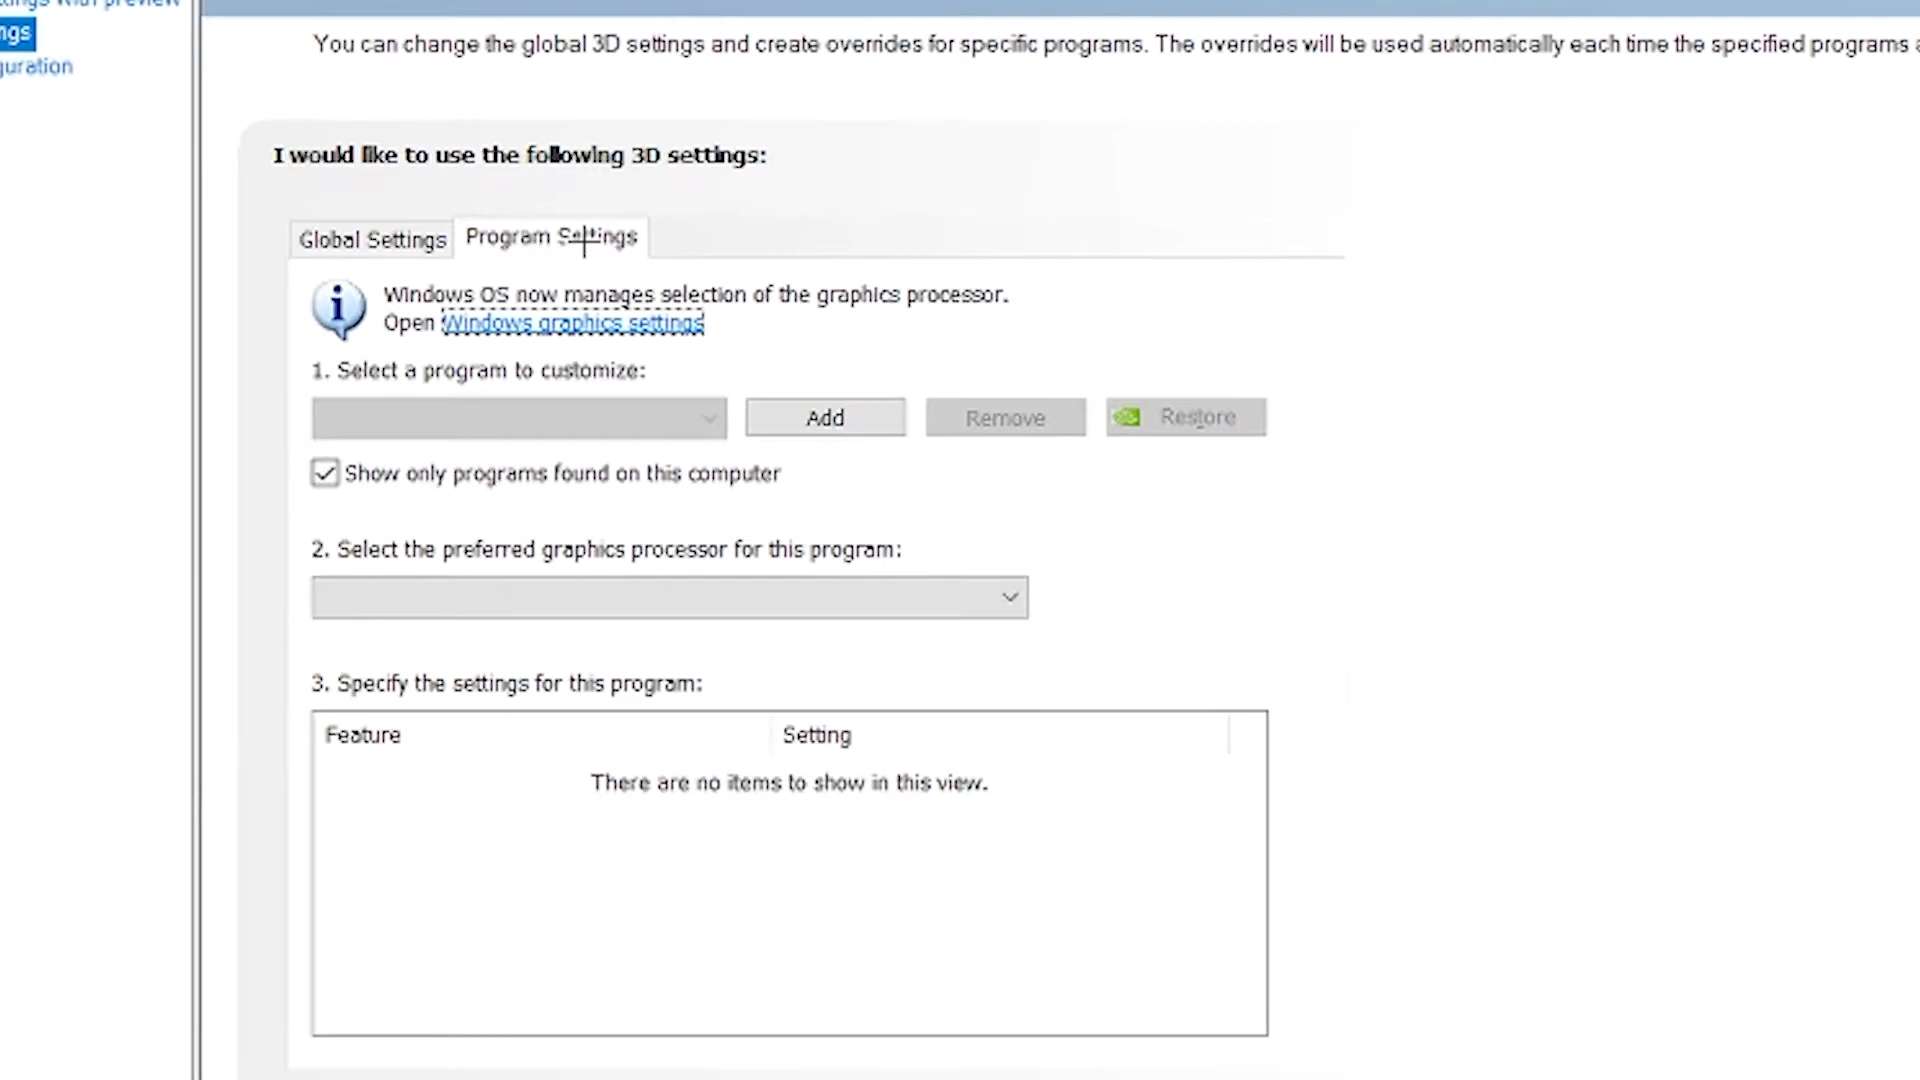 ngs
guration
You can change the global 3D settings and create overrides for specific programs. The overrides will be used automatically each time the specified programs
I would like to use the following 3D settings:
Global Settings
Program Settings
Windows OS now manages selection of the graphics processor.
Open Windows graphics settings
1. Select a program to customize:
Add
Remove
Restore
Show only programs found on this computer
2. Select the preferred graphics processor for this program:
3. Specify the settings for this program:
Feature
Setting
There are no items to show in this view.